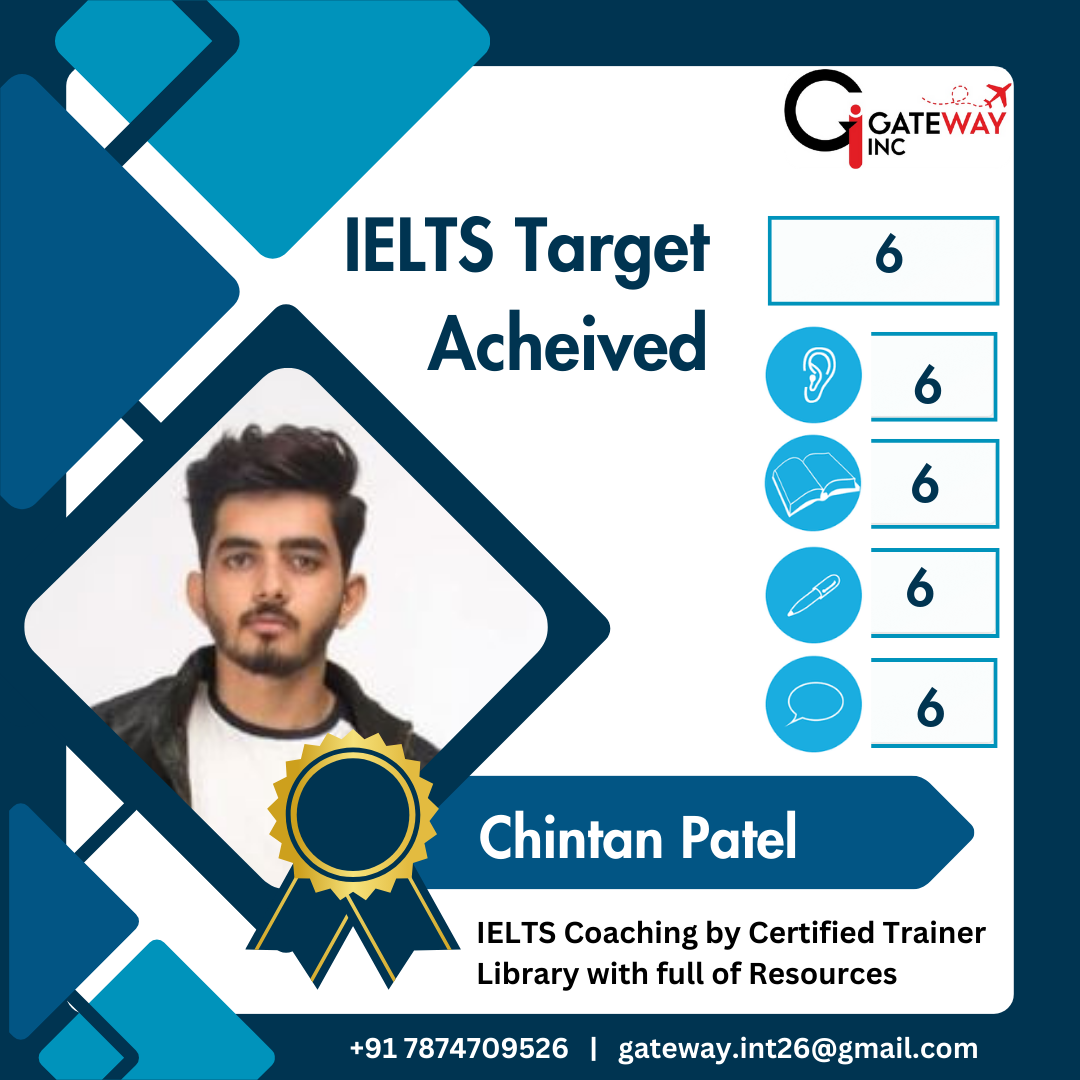 Gi GATEWAY
INC
IELTS Target
Acheived
6
6
6
6
6
Chintan Patel
IELTS Coaching by Certified Trainer
Library with full of Resources
+91 7874709526 | gateway.int26@gmail.com